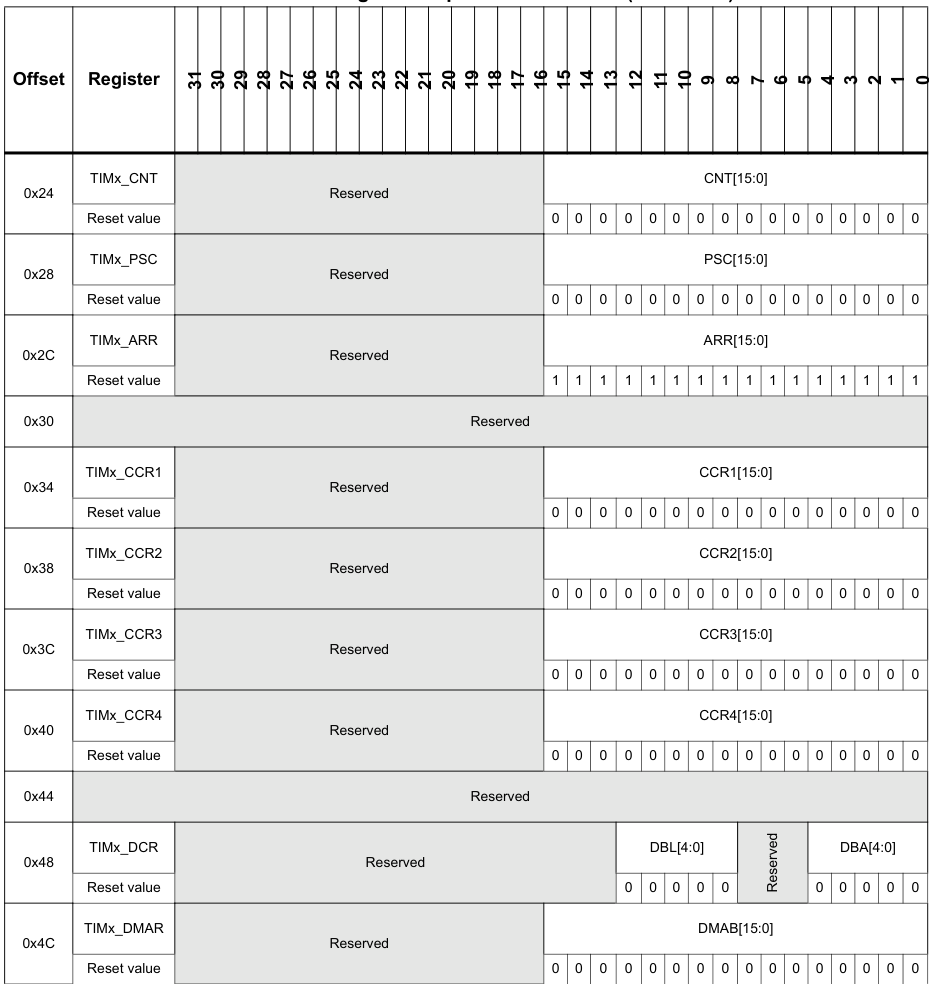 Offset Register 31 30 29 28 27 26 25 24 23 22 21 20 19 18 17 16 15 14 13 12 11 10 9 8 7 6 5 4 3 2 1 0
0x24 TIMx_CNT Reserved CNT[15:0]
Reset value 0 0 0 0 0 0 0 0 0 0 0 0 0 0 0 0
0x28 TIMx_PSC Reserved PSC[15:0]
Reset value 0 0 0 0 0 0 0 0 0 0 0 0 0 0 0 0
0x2C TIMx_ARR Reserved ARR[15:0]
Reset value 1 1 1 1 1 1 1 1 1 1 1 1 1 1 1 1
0x30 Reserved
0x34 TIMx_CCR1 Reserved CCR1[15:0]
Reset value 0 0 0 0 0 0 0 0 0 0 0 0 0 0 0 0
0x38 TIMx_CCR2 Reserved CCR2[15:0]
Reset value 0 0 0 0 0 0 0 0 0 0 0 0 0 0 0 0
0x3C TIMx_CCR3 Reserved CCR3[15:0]
Reset value 0 0 0 0 0 0 0 0 0 0 0 0 0 0 0 0
0x40 TIMx_CCR4 Reserved CCR4[15:0]
Reset value 0 0 0 0 0 0 0 0 0 0 0 0 0 0 0 0
0x44 Reserved
0x48 TIMx_DCR Reserved DBL[4:0] Reserved DBA[4:0]
Reset value 0 0 0 0 0 0 0 0 0 0
0x4C TIMx_DMAR Reserved DMAB[15:0]
Reset value 0 0 0 0 0 0 0 0 0 0 0 0 0 0 0 0